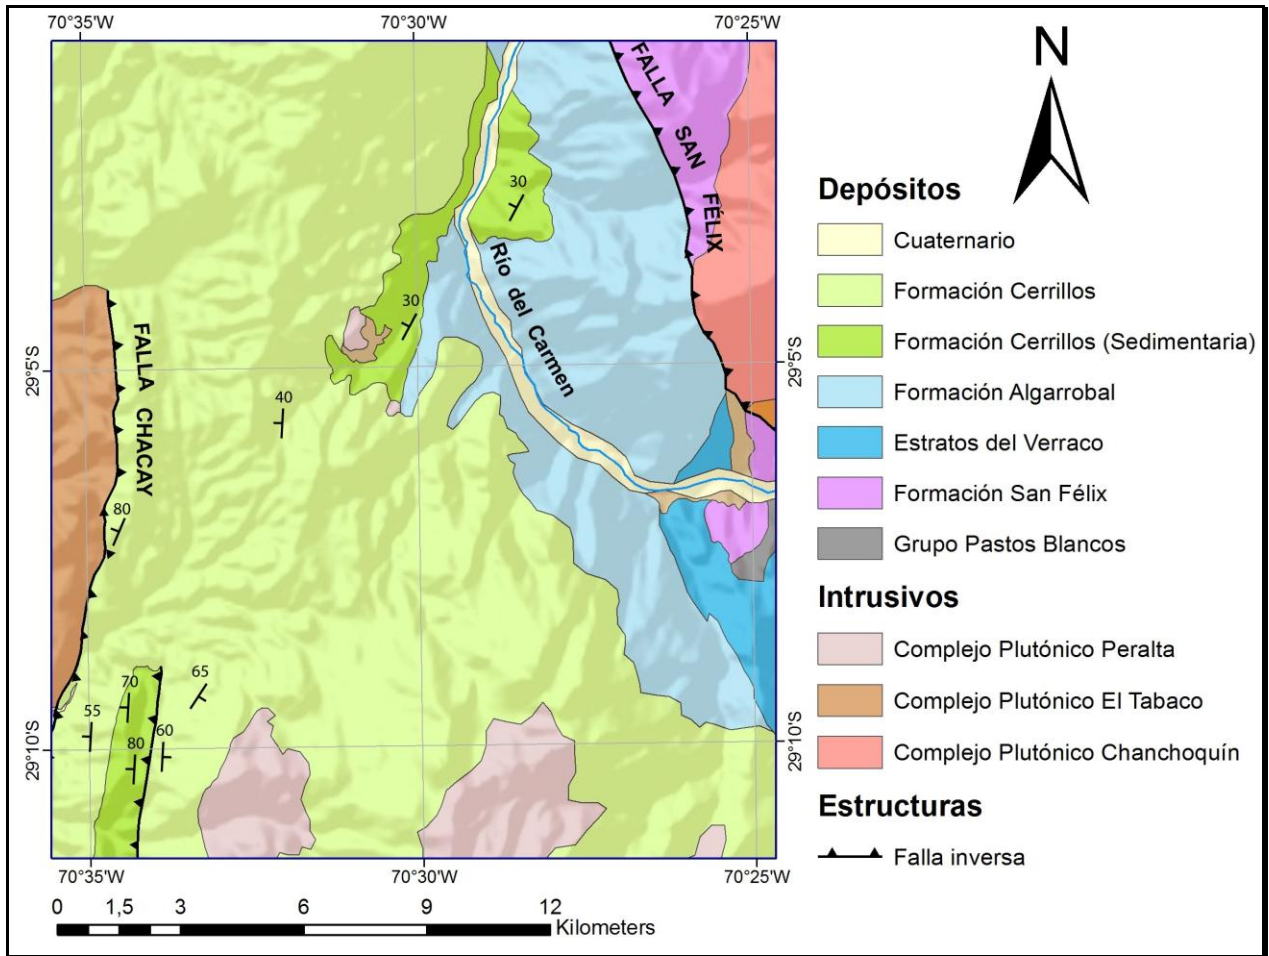 70°35'W
70°30'W
70°25'W
N
FALLA SAN FÉLIX
30
Río del Carmen
30
FALLA CHACAY
29°5'S
29°5'S
40
80
65
70
55
60
80
29°10'S
29°10'S
70°35'W
70°30'W
70°25'W
0 1,5 3 6 9 12
Kilometers
Depósitos
Cuaternario
Formación Cerrillos
Formación Cerrillos (Sedimentaria)
Formación Algarrobal
Estratos del Verraco
Formación San Félix
Grupo Pastos Blancos
Intrusivos
Complejo Plutónico Peralta
Complejo Plutónico El Tabaco
Complejo Plutónico Chanchoquín
Estructuras
Falla inversa